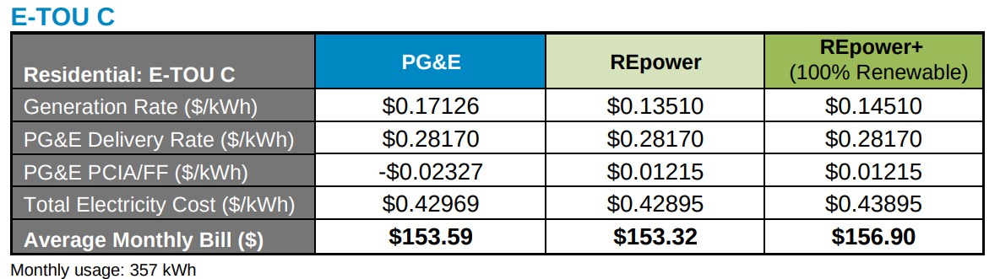 E-TOU C
Residential: E-TOU C PG&E REpower REpower+ (100% Renewable)
Generation Rate ($/kWh) $0.17126 $0.13510 $0.14510
PG&E Delivery Rate ($/kWh) $0.28170 $0.28170 $0.28170
PG&E PCIA/FF ($/kWh) -$0.02327 $0.01215 $0.01215
Total Electricity Cost ($/kWh) $0.42969 $0.42895 $0.43895
Average Monthly Bill ($) $153.59 $153.32 $156.90
Monthly usage: 357 kWh